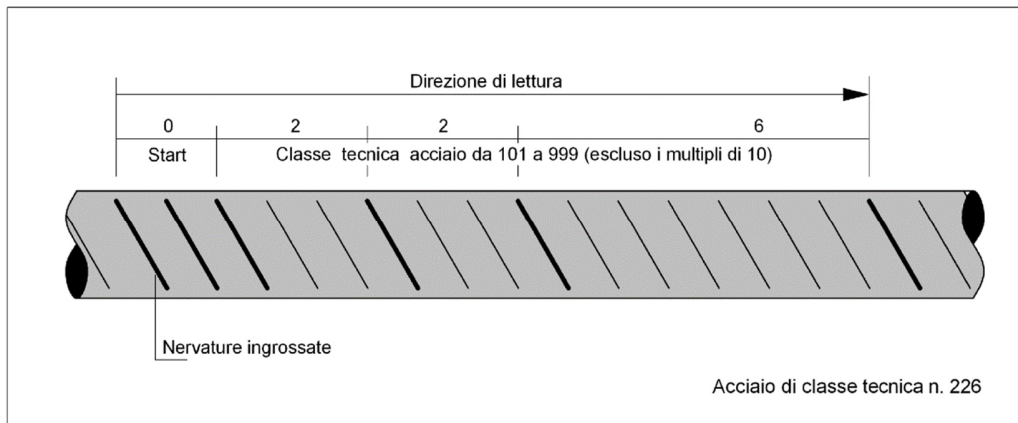 Direzione di lettura
0 2 2 6
Start Classe tecnica acciaio da 101 a 999 (escluso i multipli di 10)
Nervature ingrossate
Acciaio di classe tecnica n. 226